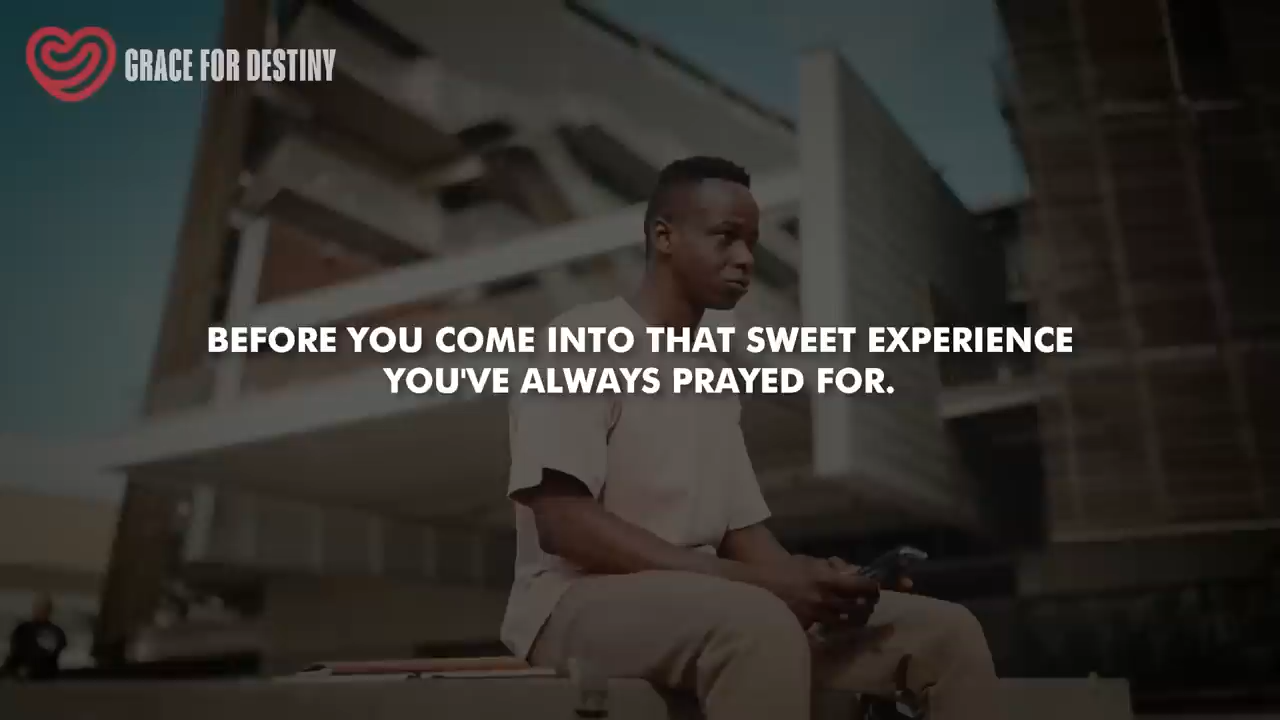 GRACE FOR DESTINY
BEFORE YOU COME INTO THAT SWEET EXPERIENCE
YOU'VE ALWAYS PRAYED FOR.